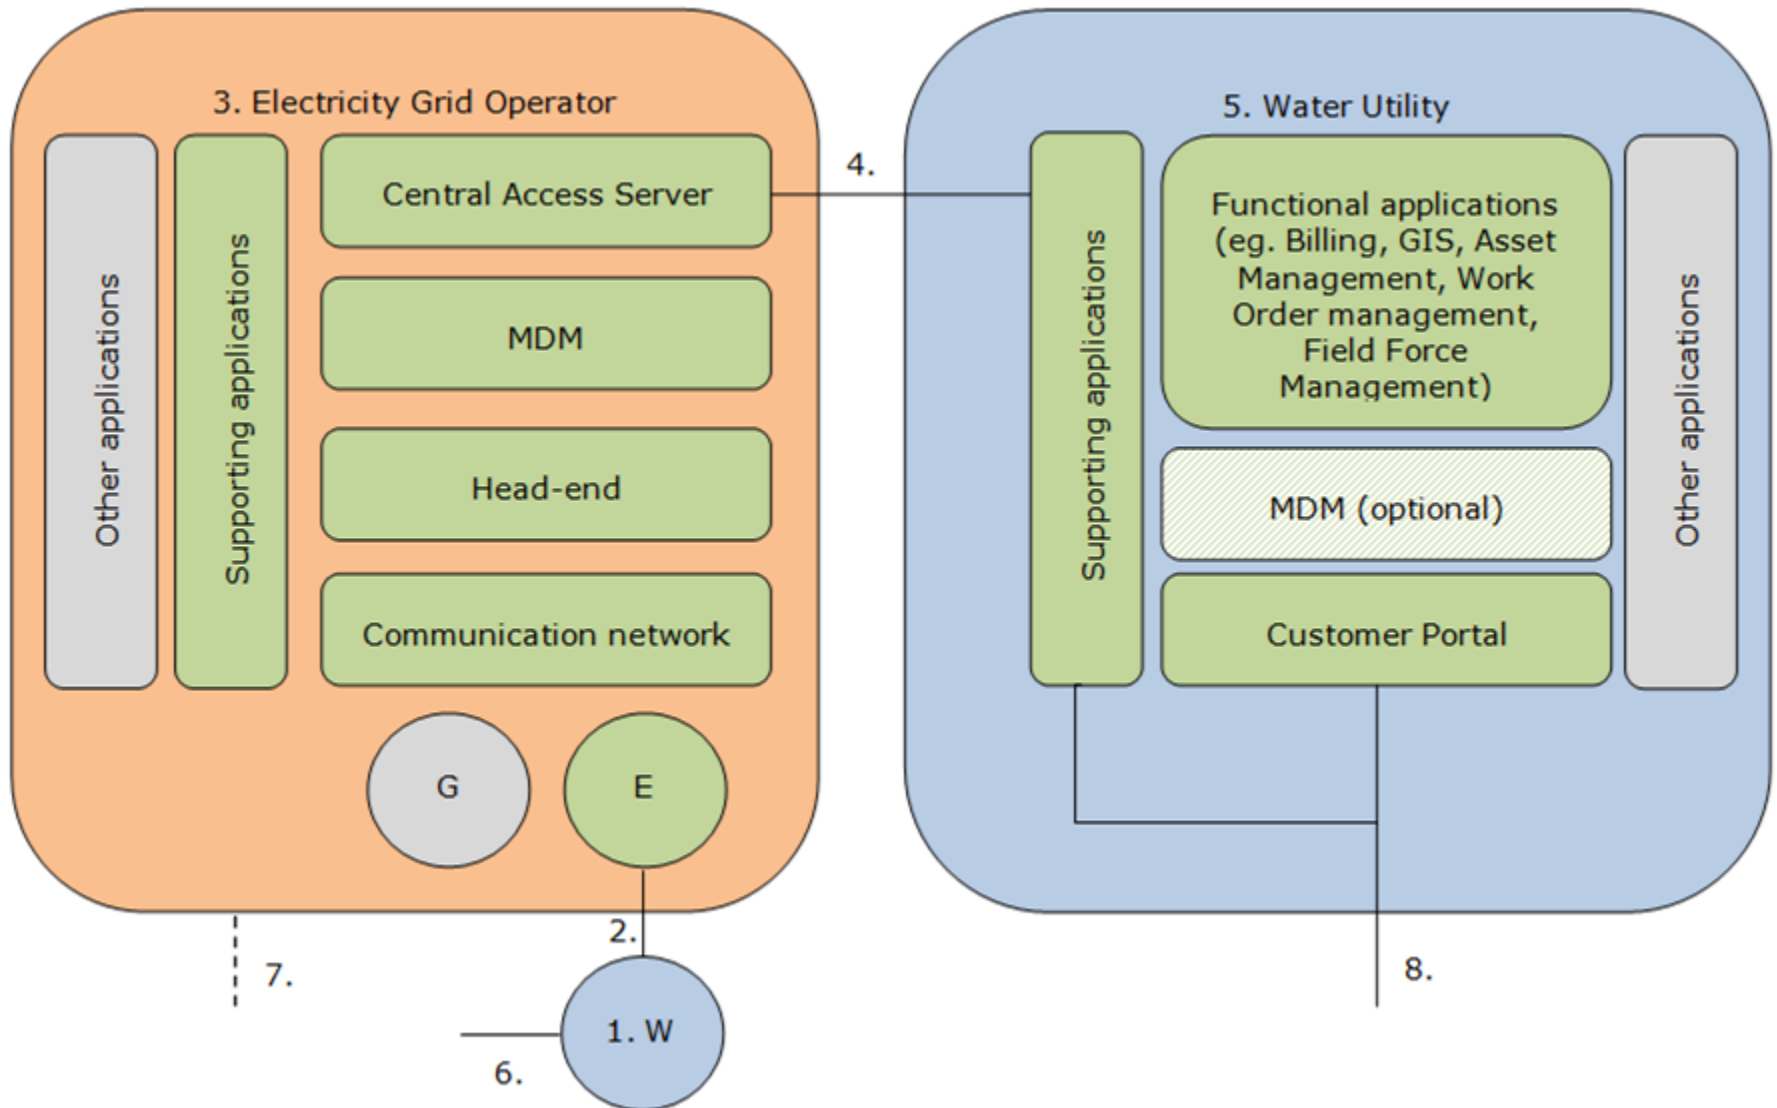 3. Electricity Grid Operator
Other applications
Supporting applications
Central Access Server
MDM
Head-end
Communication network
G
E
4.
5. Water Utility
Supporting applications
Functional applications
(eg. Billing, GIS, Asset
Management, Work
Order management,
Field Force
Management)
MDM (optional)
Customer Portal
Other applications
2.
7.
1. W
6.
8.